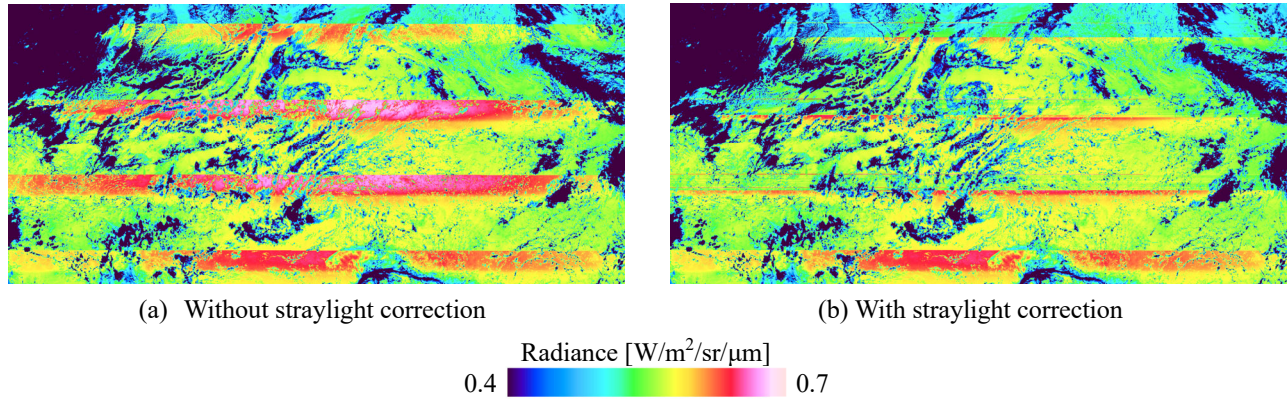 (a) Without straylight correction
(b) With straylight correction
Radiance [W/m²/sr/µm]
0.4
0.7